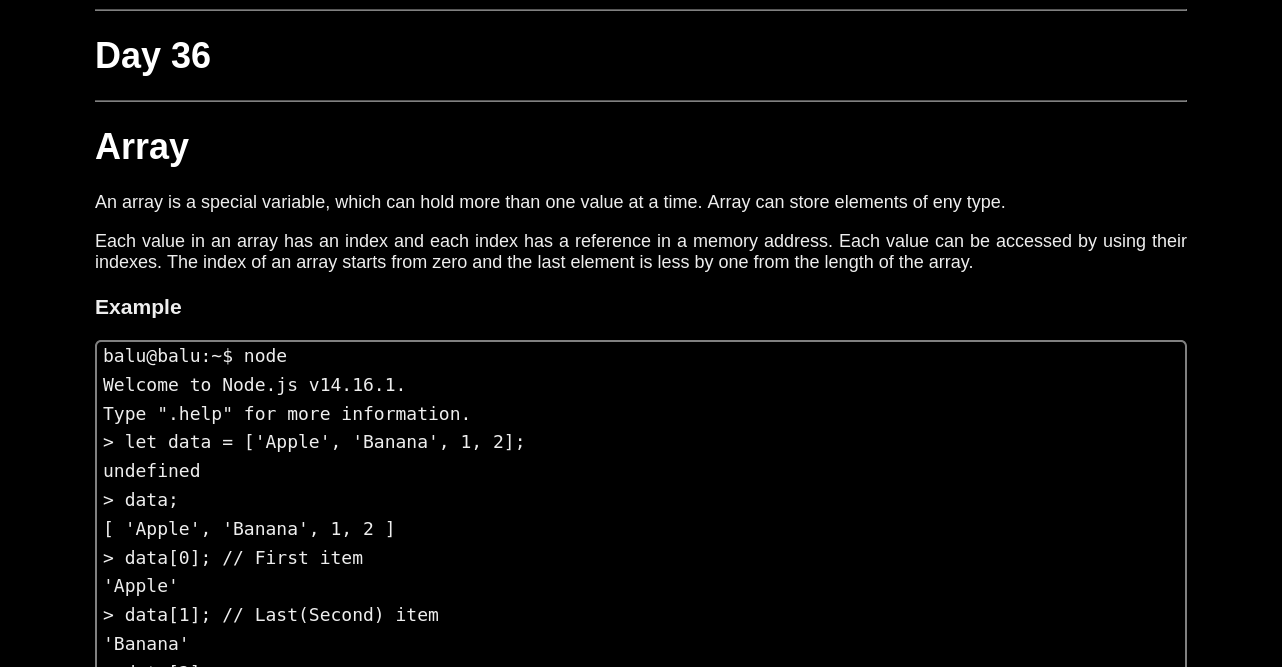 Day 36
Array
An array is a special variable, which can hold more than one value at a time. Array can store elements of eny type.
Each value in an array has an index and each index has a reference in a memory address. Each value can be accessed by using their
indexes. The index of an array starts from zero and the last element is less by one from the length of the array.
Example
balu@balu:~$ node
Welcome to Node.js v14.16.1.
Type ".help" for more information.
> let data = ['Apple', 'Banana', 1, 2];
undefined
> data;
[ 'Apple', 'Banana', 1, 2 ]
> data[0]; // First item
'Apple'
> data[1]; // Last(Second) item
'Banana'